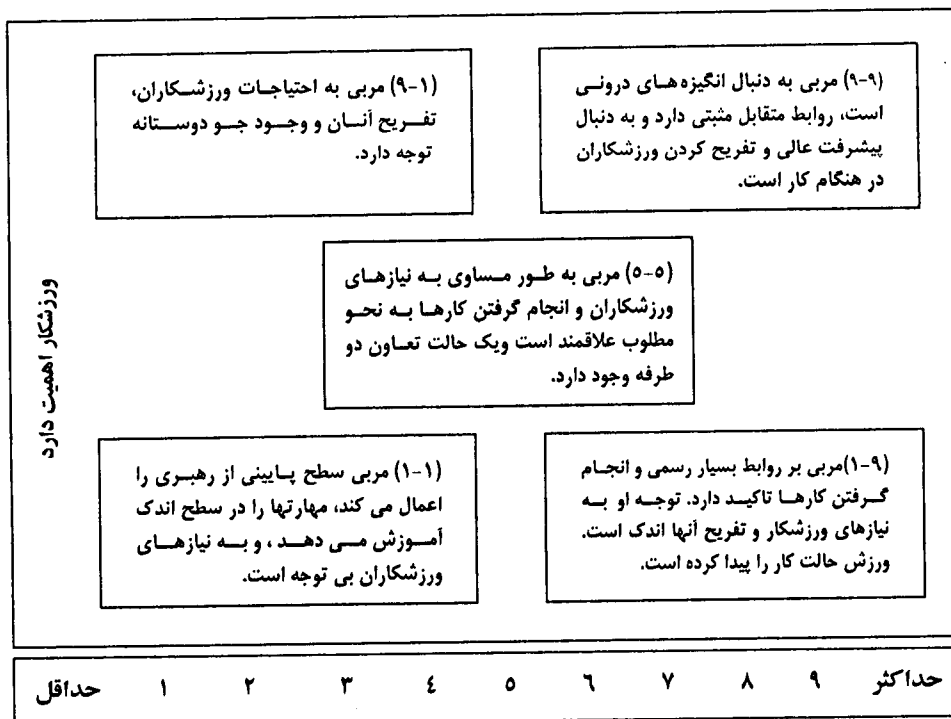 (۹-۹) مربی به دنبال انگیزه‌های درونی
است، روابط متقابل مثبتی دارد و به دنبال
پیشرفت عالی و تفریح کردن ورزشکاران
در هنگام کار است.
(۹-۱) مربی به احتیاجات ورزشکاران،
تفریح آنان و وجود جو دوستانه
توجه دارد.
(۵-۵) مربی به طور مساوی به نیازهای
ورزشکاران و انجام گرفتن کارها به نحو
مطلوب علاقمند است ویک حالت تعاون دو
طرفه وجود دارد.
ورزشکار اهمیت دارد
(۱-۹)مربی بر روابط بسیار رسمی و انجام
گرفتن کارها تاکید دارد. توجه او به
نیازهای ورزشکار و تفریح آنها اندک است.
ورزش حالت کار را پیدا کرده است.
(۱-۱) مربی سطح پایینی از رهبری را
اعمال می کند، مهارتها را در سطح اندک
آموزش می دهد ، و به نیازهای
ورزشکاران بی توجه است.
حداقل ۱ ۲ ۳ ٤ ٥ ٦ ۷ ۸ ۹ حداکثر